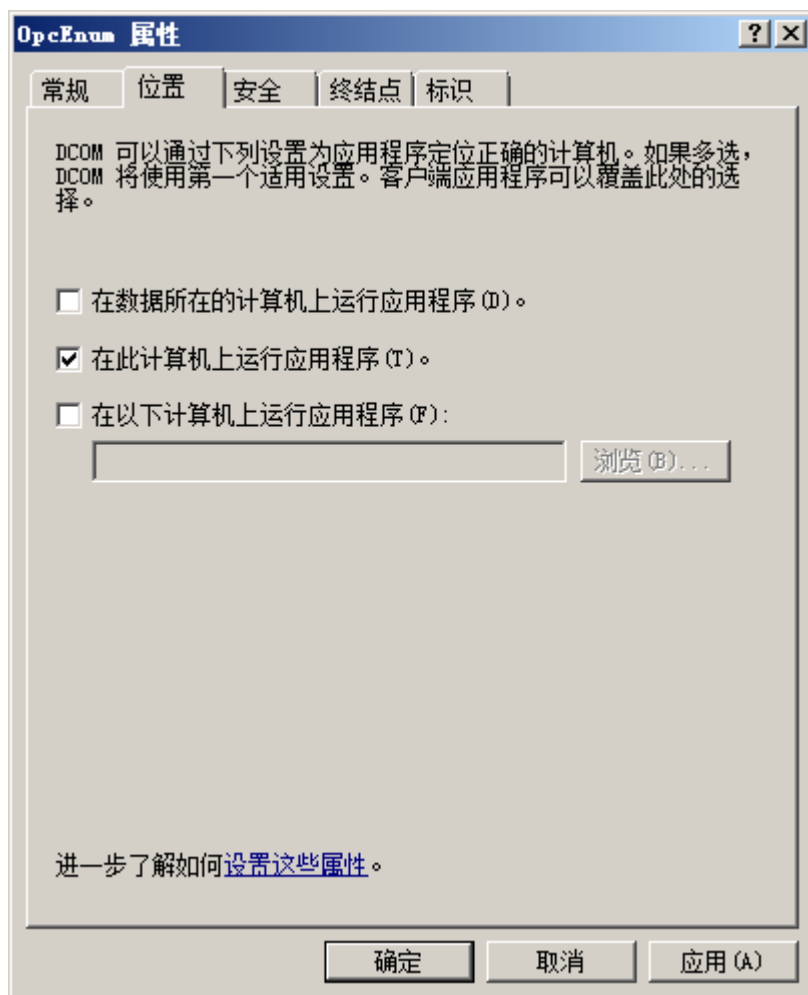 OpcEnum 属性
常规 位置 安全 终结点 标识
DCOM 可以通过下列设置为应用程序定位正确的计算机。如果多选，
DCOM 将使用第一个适用设置。客户端应用程序可以覆盖此处的选
择。
在数据所在的计算机上运行应用程序(D)。
在此计算机上运行应用程序(T)。
在以下计算机上运行应用程序(F):
浏览(B)...
进一步了解如何设置这些属性。
确定 取消 应用(A)